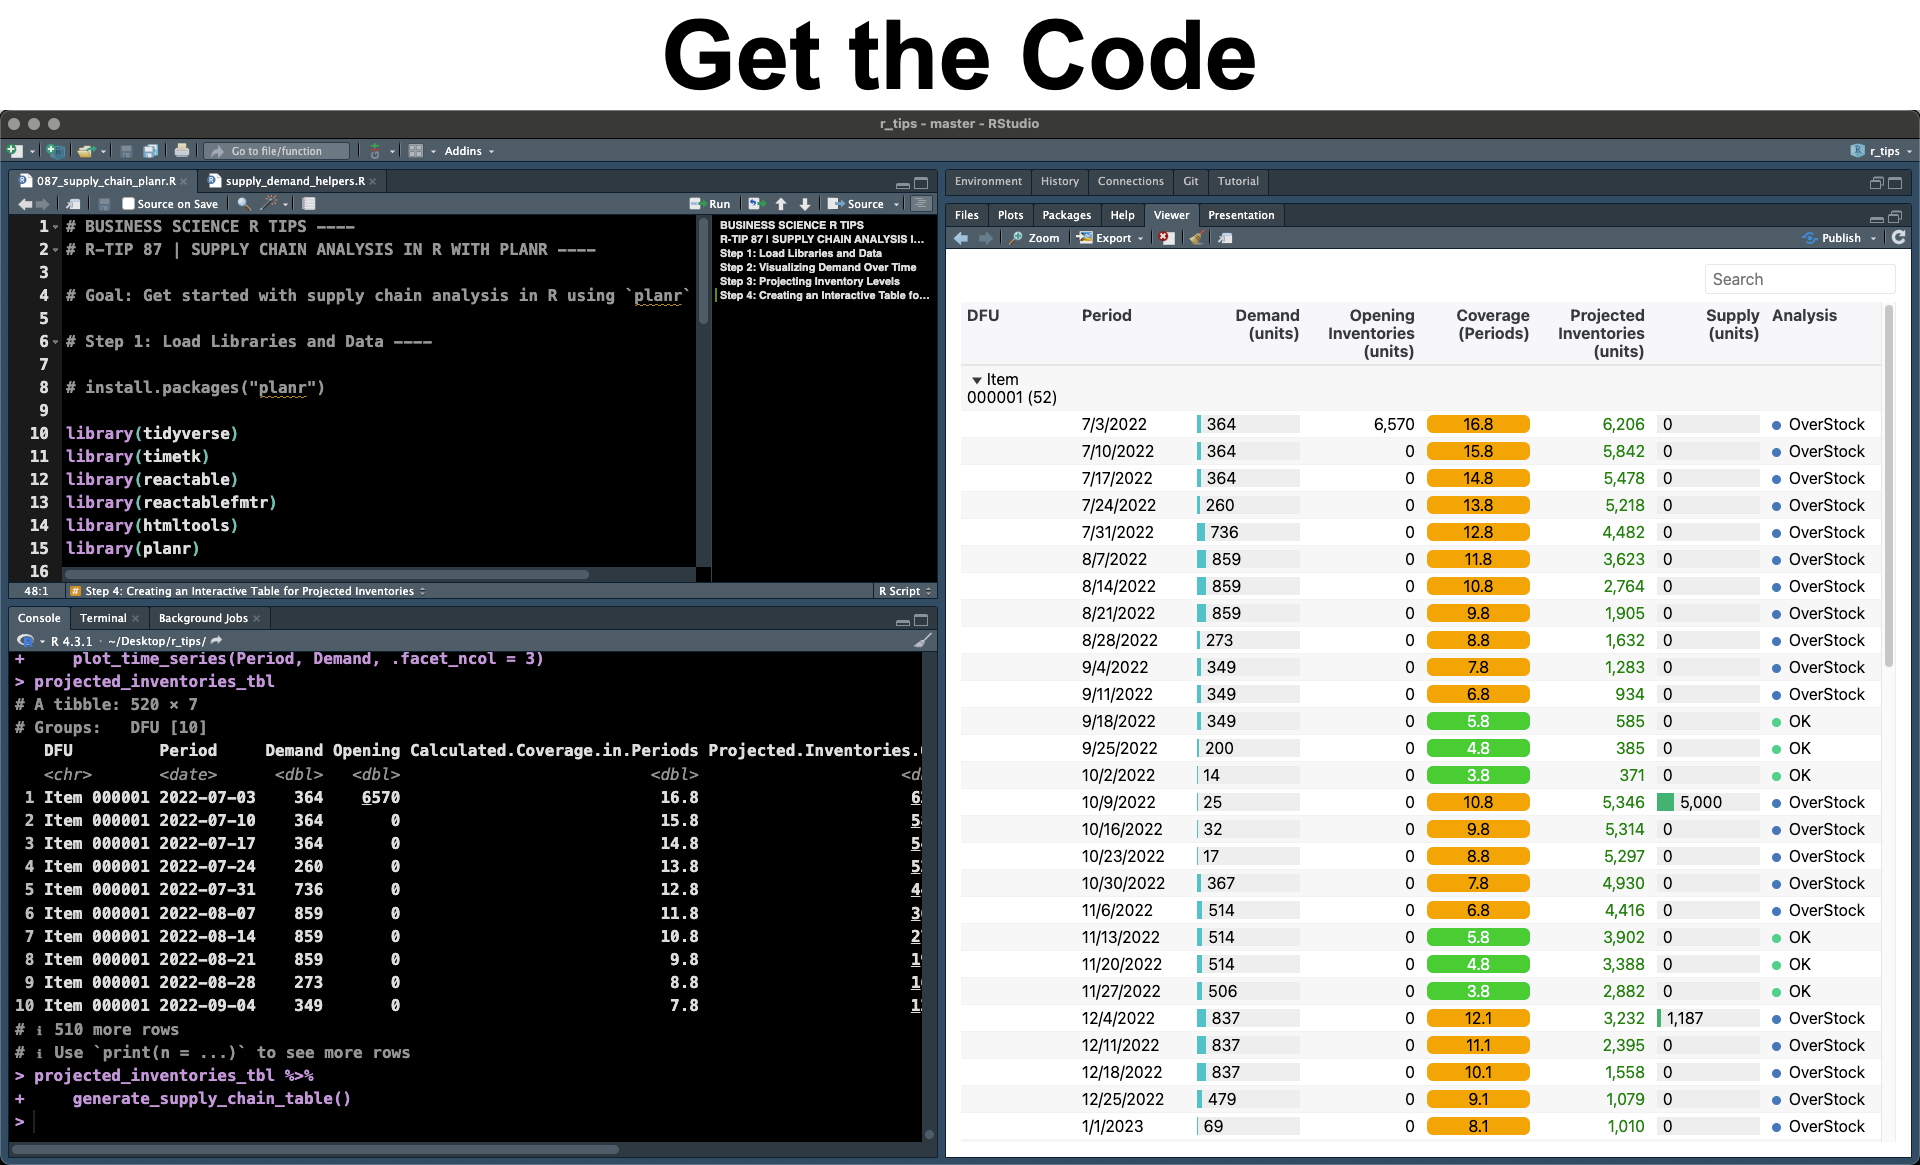 Get the Code
r_tips - master - RStudio
Go to file/function
Addins
r_tips
087_supply_chain_planr.R
supply_demand_helpers.R
Source on Save
Run
Source
1 # BUSINESS SCIENCE R TIPS ----
2 # R-TIP 87 | SUPPLY CHAIN ANALYSIS IN R WITH PLANR ----
3
4 # Goal: Get started with supply chain analysis in R using `planr`
5
6 # Step 1: Load Libraries and Data ----
7
8 # install.packages("planr")
9
10 library(tidyverse)
11 library(timetk)
12 library(reactable)
13 library(reactablefmtr)
14 library(htmltools)
15 library(planr)
16
BUSINESS SCIENCE R TIPS
R-TIP 87 | SUPPLY CHAIN ANALYSIS I...
Step 1: Load Libraries and Data
Step 2: Visualizing Demand Over Time
Step 3: Projecting Inventory Levels
Step 4: Creating an Interactive Table fo...
48:1 # Step 4: Creating an Interactive Table for Projected Inventories
R Script
Console Terminal Background Jobs
R 4.3.1 · ~/Desktop/r_tips/
+ plot_time_series(Period, Demand, .facet_ncol = 3)
> projected_inventories_tbl
# A tibble: 520 × 7
# Groups: DFU [10]
DFU Period Demand Opening Calculated.Coverage.in.Periods Projected.Inventories.
<chr> <date> <dbl> <dbl> <dbl> <d
1 Item 000001 2022-07-03 364 6570 16.8 6
2 Item 000001 2022-07-10 364 0 15.8 5
3 Item 000001 2022-07-17 364 0 14.8 5
4 Item 000001 2022-07-24 260 0 13.8 5
5 Item 000001 2022-07-31 736 0 12.8 4
6 Item 000001 2022-08-07 859 0 11.8 3
7 Item 000001 2022-08-14 859 0 10.8 2
8 Item 000001 2022-08-21 859 0 9.8 1
9 Item 000001 2022-08-28 273 0 8.8 1
10 Item 000001 2022-09-04 349 0 7.8 1
# ℹ 510 more rows
# ℹ Use `print(n = ...)` to see more rows
> projected_inventories_tbl %>%
+ generate_supply_chain_table()
>
Environment History Connections Git Tutorial
Files Plots Packages Help Viewer Presentation
Zoom Export Publish
Search
DFU Period Demand (units) Opening Inventories (units) Coverage (Periods) Projected Inventories (units) Supply (units) Analysis
Item
000001 (52)
7/3/2022 364 6,570 16.8 6,206 0 OverStock
7/10/2022 364 0 15.8 5,842 0 OverStock
7/17/2022 364 0 14.8 5,478 0 OverStock
7/24/2022 260 0 13.8 5,218 0 OverStock
7/31/2022 736 0 12.8 4,482 0 OverStock
8/7/2022 859 0 11.8 3,623 0 OverStock
8/14/2022 859 0 10.8 2,764 0 OverStock
8/21/2022 859 0 9.8 1,905 0 OverStock
8/28/2022 273 0 8.8 1,632 0 OverStock
9/4/2022 349 0 7.8 1,283 0 OverStock
9/11/2022 349 0 6.8 934 0 OverStock
9/18/2022 349 0 5.8 585 0 OK
9/25/2022 200 0 4.8 385 0 OK
10/2/2022 14 0 3.8 371 0 OK
10/9/2022 25 0 10.8 5,346 5,000 OverStock
10/16/2022 32 0 9.8 5,314 0 OverStock
10/23/2022 17 0 8.8 5,297 0 OverStock
10/30/2022 367 0 7.8 4,930 0 OverStock
11/6/2022 514 0 6.8 4,416 0 OverStock
11/13/2022 514 0 5.8 3,902 0 OK
11/20/2022 514 0 4.8 3,388 0 OK
11/27/2022 506 0 3.8 2,882 0 OK
12/4/2022 837 0 12.1 3,232 1,187 OverStock
12/11/2022 837 0 11.1 2,395 0 OverStock
12/18/2022 837 0 10.1 1,558 0 OverStock
12/25/2022 479 0 9.1 1,079 0 OverStock
1/1/2023 69 0 8.1 1,010 0 OverStock